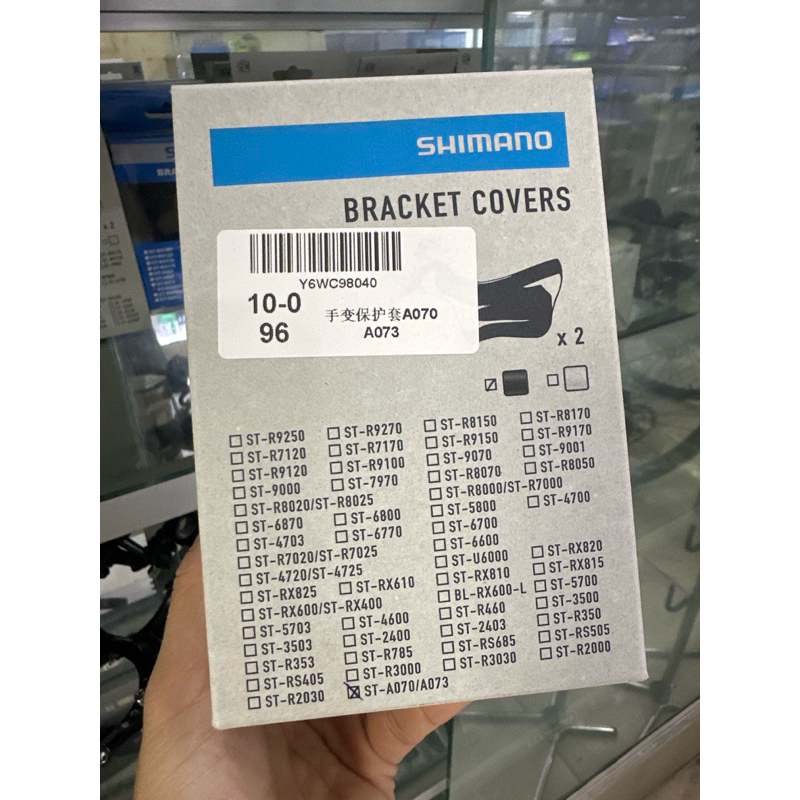 SHIMANO
BRACKET COVERS
Y6WC98040
10-0
96
手变保护套A070
A073
x 2
ST-R9250 ST-R9270 ST-R8150 ST-R8170
ST-R7120 ST-R7170 ST-R9150 ST-R9170
ST-R9120 ST-R9100 ST-9070 ST-9001
ST-9000 ST-7970 ST-R8070 ST-R8050
ST-R8020/ST-R8025 ST-R8000/ST-R7000
ST-6870 ST-6800 ST-5800 ST-4700
ST-4703 ST-6770 ST-6700
ST-R7020/ST-R7025 ST-6600
ST-4720/ST-4725 ST-U6000 ST-RX820
ST-RX825 ST-RX610 ST-RX810 ST-RX815
ST-RX600/ST-RX400 BL-RX600-L ST-5700
ST-5703 ST-4600 ST-R460 ST-3500
ST-3503 ST-2400 ST-2403 ST-R350
ST-R353 ST-R785 ST-RS685 ST-RS505
ST-RS405 ST-R3000 ST-R3030 ST-R2000
ST-R2030 ST-A070/A073